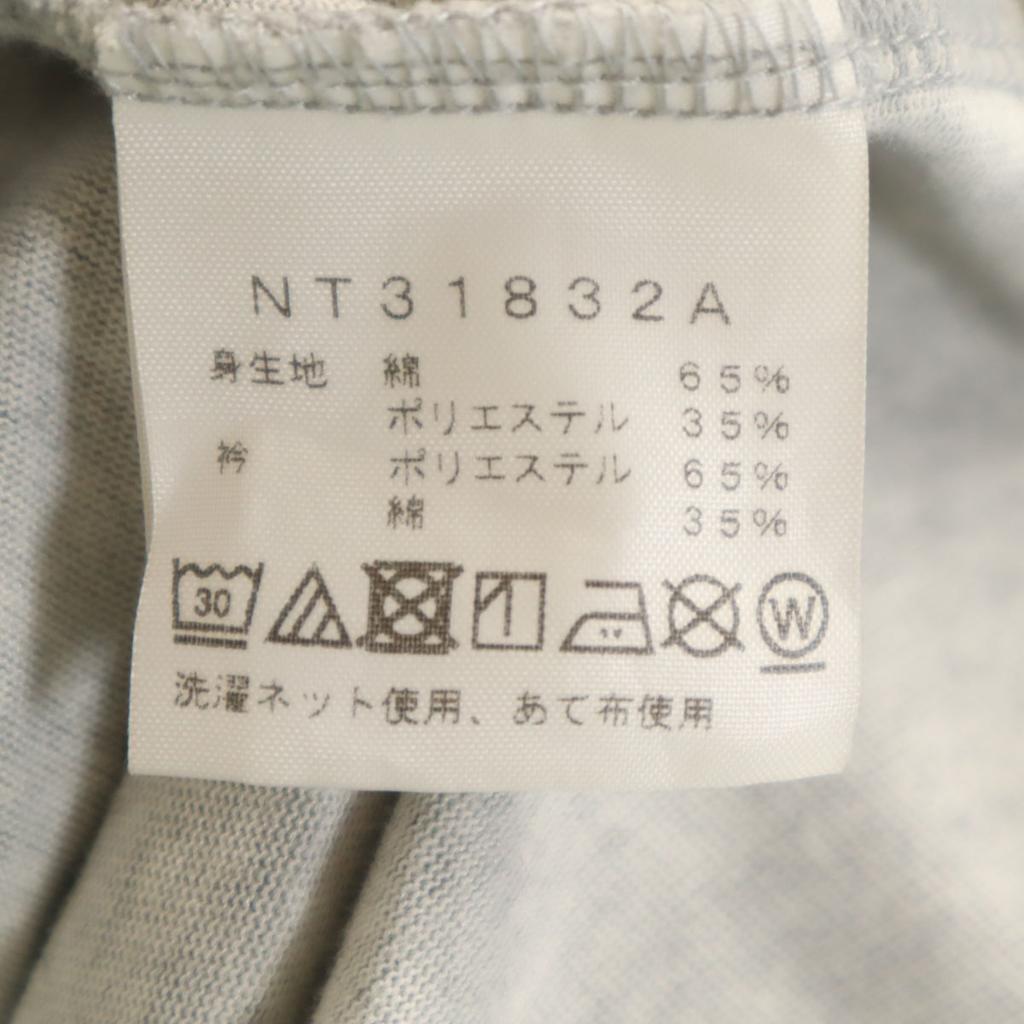 NT31832A
身生地 綿 65%
ポリエステル 35%
衿 ポリエステル 65%
綿 35%
30 W
洗濯ネット使用、あて布使用